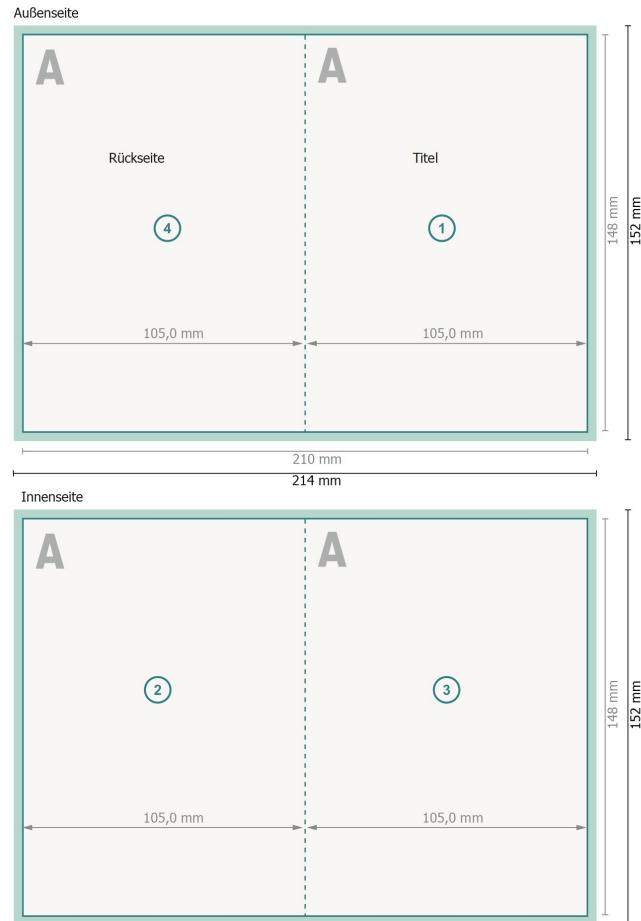 Außenseite
A
A
Rückseite
Titel
4
1
105,0 mm
105,0 mm
148 mm
152 mm
210 mm
214 mm
Innenseite
A
A
2
3
105,0 mm
105,0 mm
148 mm
152 mm